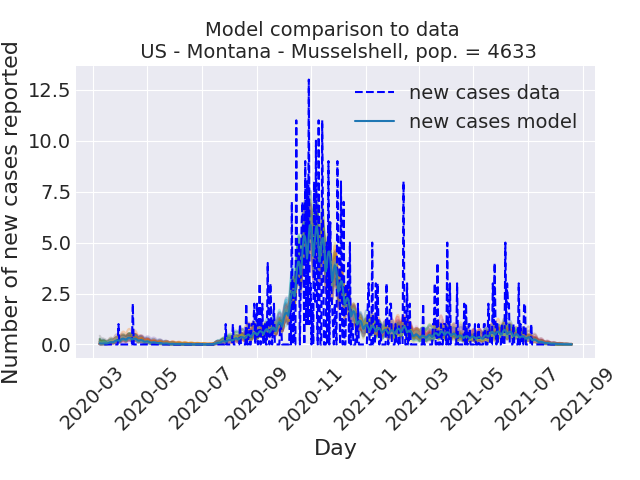 Model comparison to data
US - Montana - Musselshell, pop. = 4633
Number of new cases reported
12.5
10.0
7.5
5.0
2.5
0.0
new cases data
new cases model
2020-03
2020-05
2020-07
2020-09
2020-11
2021-01
2021-03
2021-05
2021-07
2021-09
Day